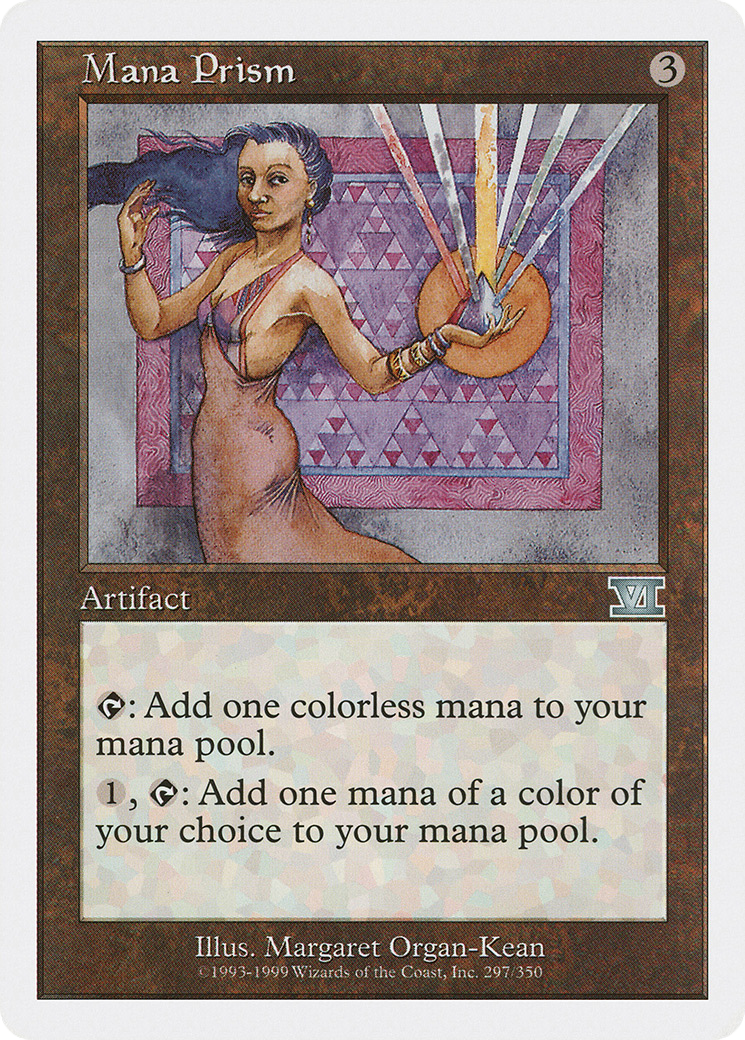 Mana Prism 3
Artifact VI
: Add one colorless mana to your
mana pool.
1, : Add one mana of a color of
your choice to your mana pool.
Illus. Margaret Organ-Kean
©1993-1999 Wizards of the Coast, Inc. 297/350